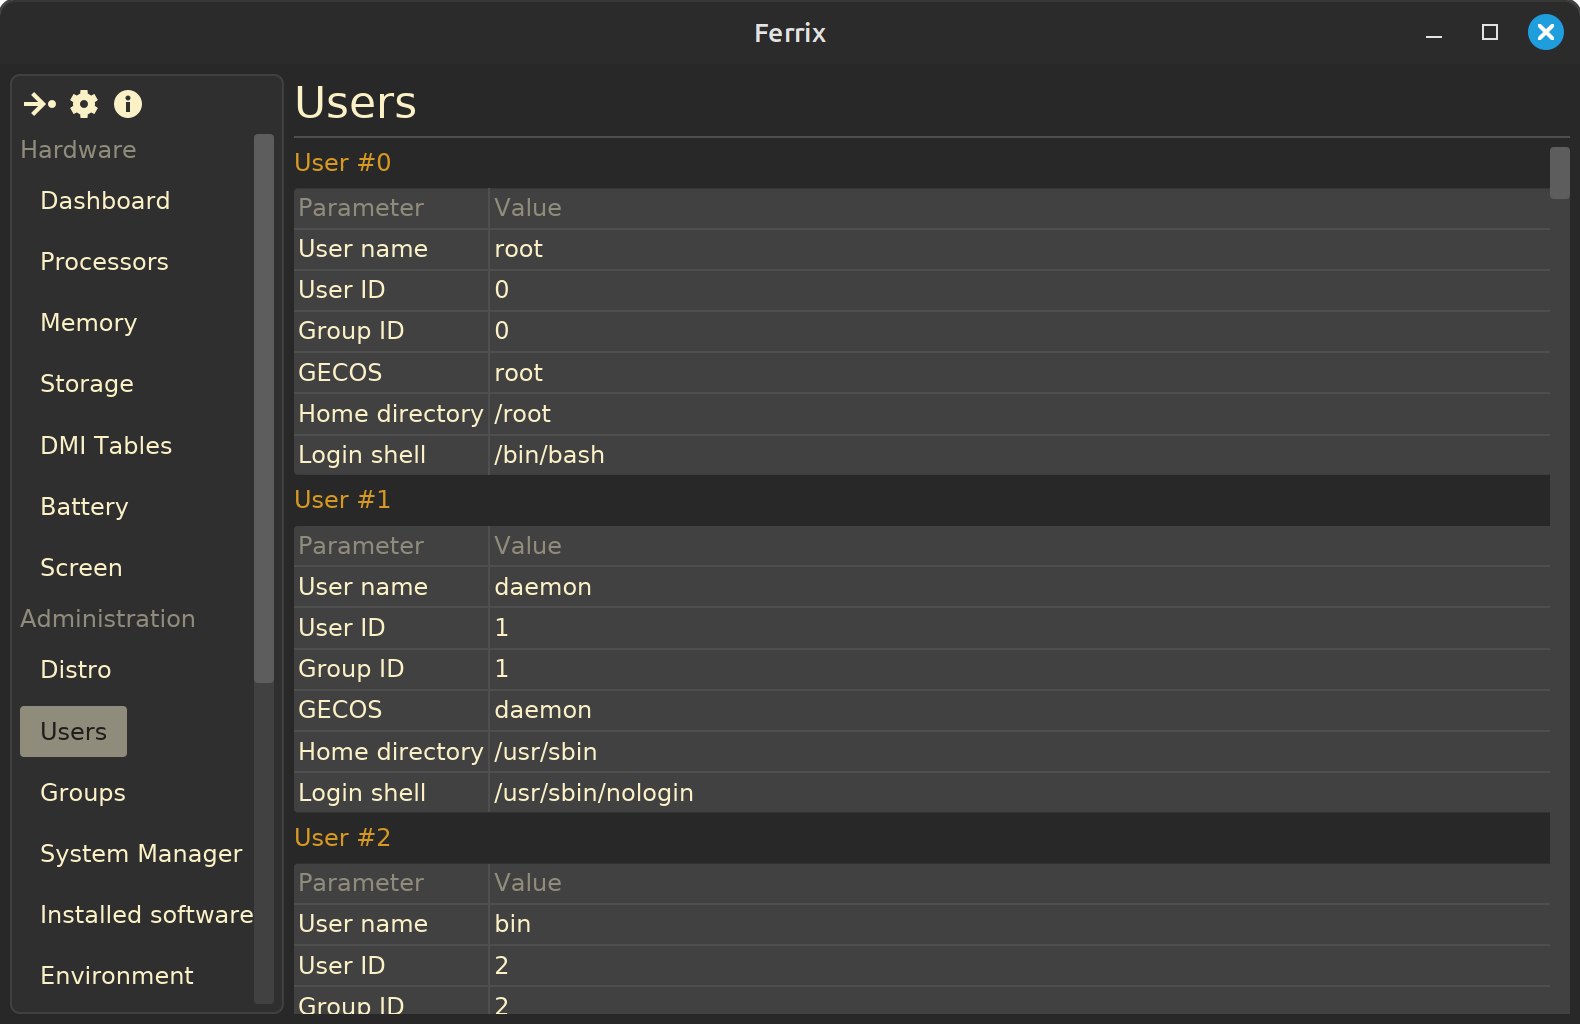 Ferrix
Hardware
Dashboard
Processors
Memory
Storage
DMI Tables
Battery
Screen
Administration
Distro
Users
Groups
System Manager
Installed software
Environment
Users
User #0
Parameter Value
User name root
User ID 0
Group ID 0
GECOS root
Home directory /root
Login shell /bin/bash
User #1
Parameter Value
User name daemon
User ID 1
Group ID 1
GECOS daemon
Home directory /usr/sbin
Login shell /usr/sbin/nologin
User #2
Parameter Value
User name bin
User ID 2
Group ID 2